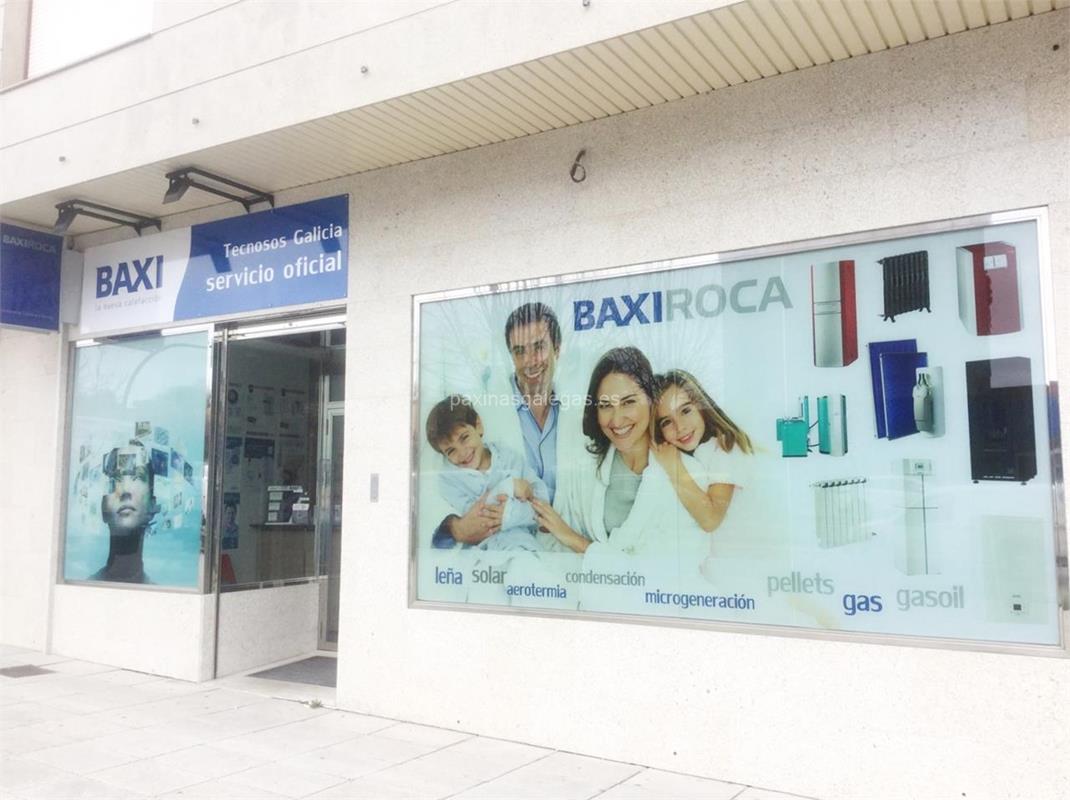 BAXIROCA
BAXI
la nueva calefacción
Tecnosos Galicia
servicio oficial
BAXIROCA
paxinasgalegas.es
leña solar aerotermia condensación microgeneración pellets gas gasoil